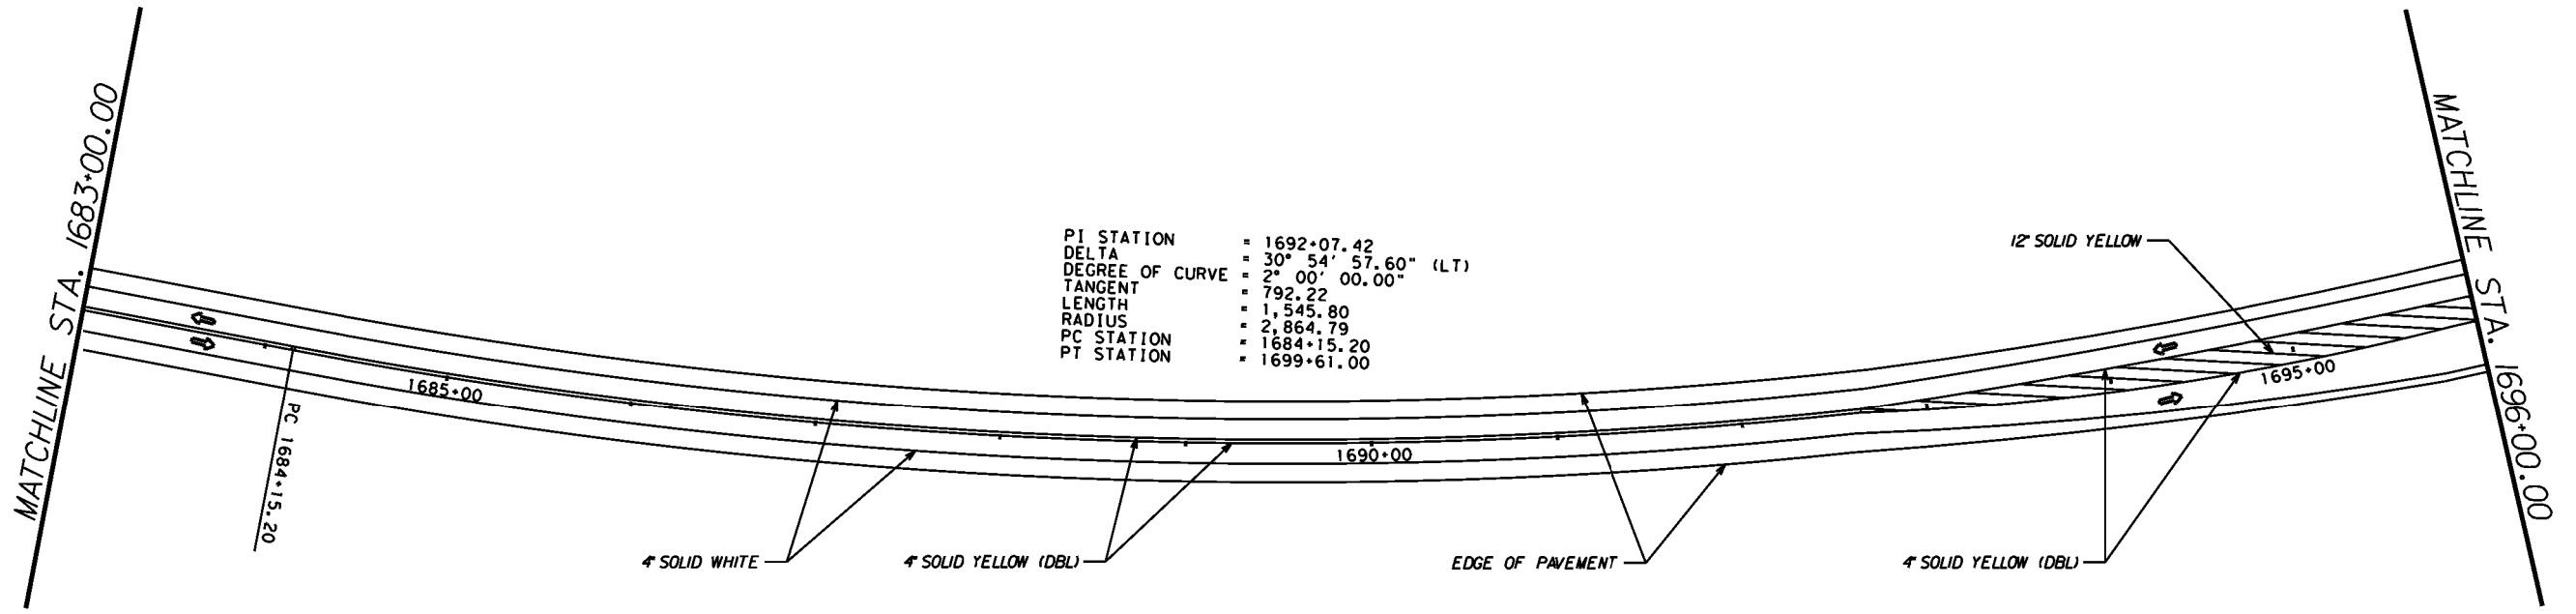 MATCHLINE STA. 1683+00.00
PI STATION = 1692+07.42
DELTA = 30° 54' 57.60" (LT)
DEGREE OF CURVE = 2° 00' 00.00"
TANGENT = 792.22
LENGTH = 1,545.80
RADIUS = 2,864.79
PC STATION = 1684+15.20
PT STATION = 1699+61.00
12" SOLID YELLOW
MATCHLINE STA. 1696+00.00
1685+00
PC 1684+15.20
1690+00
1695+00
4" SOLID WHITE
4" SOLID YELLOW (DBL)
EDGE OF PAVEMENT
4" SOLID YELLOW (DBL)